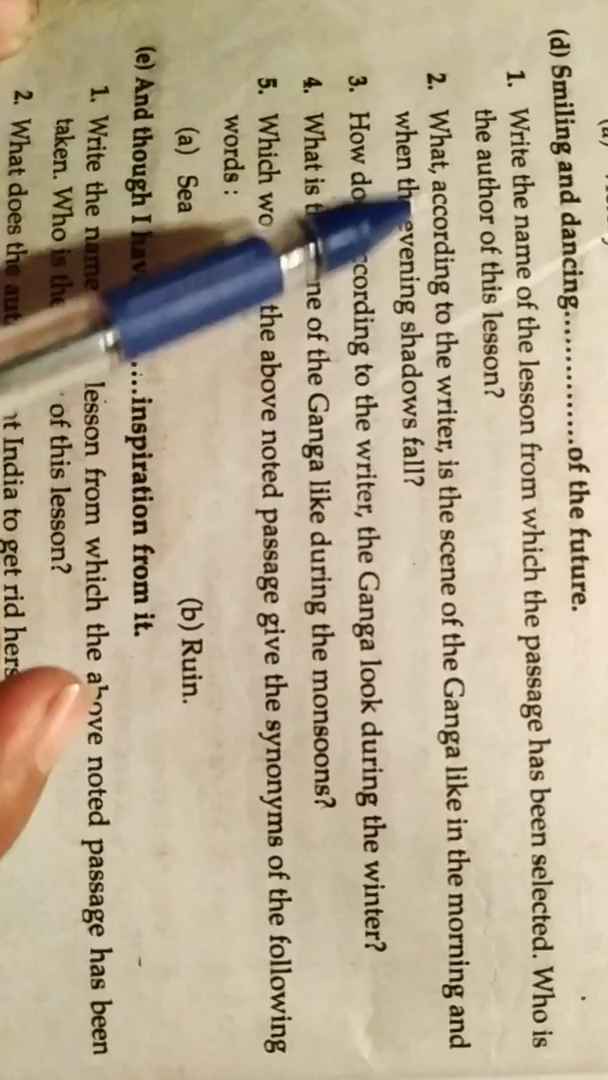 (d) Smiling and dancing...............of the future.
1. Write the name of the lesson from which the passage has been selected. Who is
the author of this lesson?
2. What, according to the writer, is the scene of the Ganga like in the morning and
when the evening shadows fall?
3. How do ccording to the writer, the Ganga look during the winter?
4. What is t ne of the Ganga like during the monsoons?
5. Which wo the above noted passage give the synonyms of the following
words :
(a) Sea (b) Ruin.
(e) And though I hav ....inspiration from it.
1. Write the name lesson from which the above noted passage has been
taken. Who is the of this lesson?
2. What does the aut nt India to get rid hers